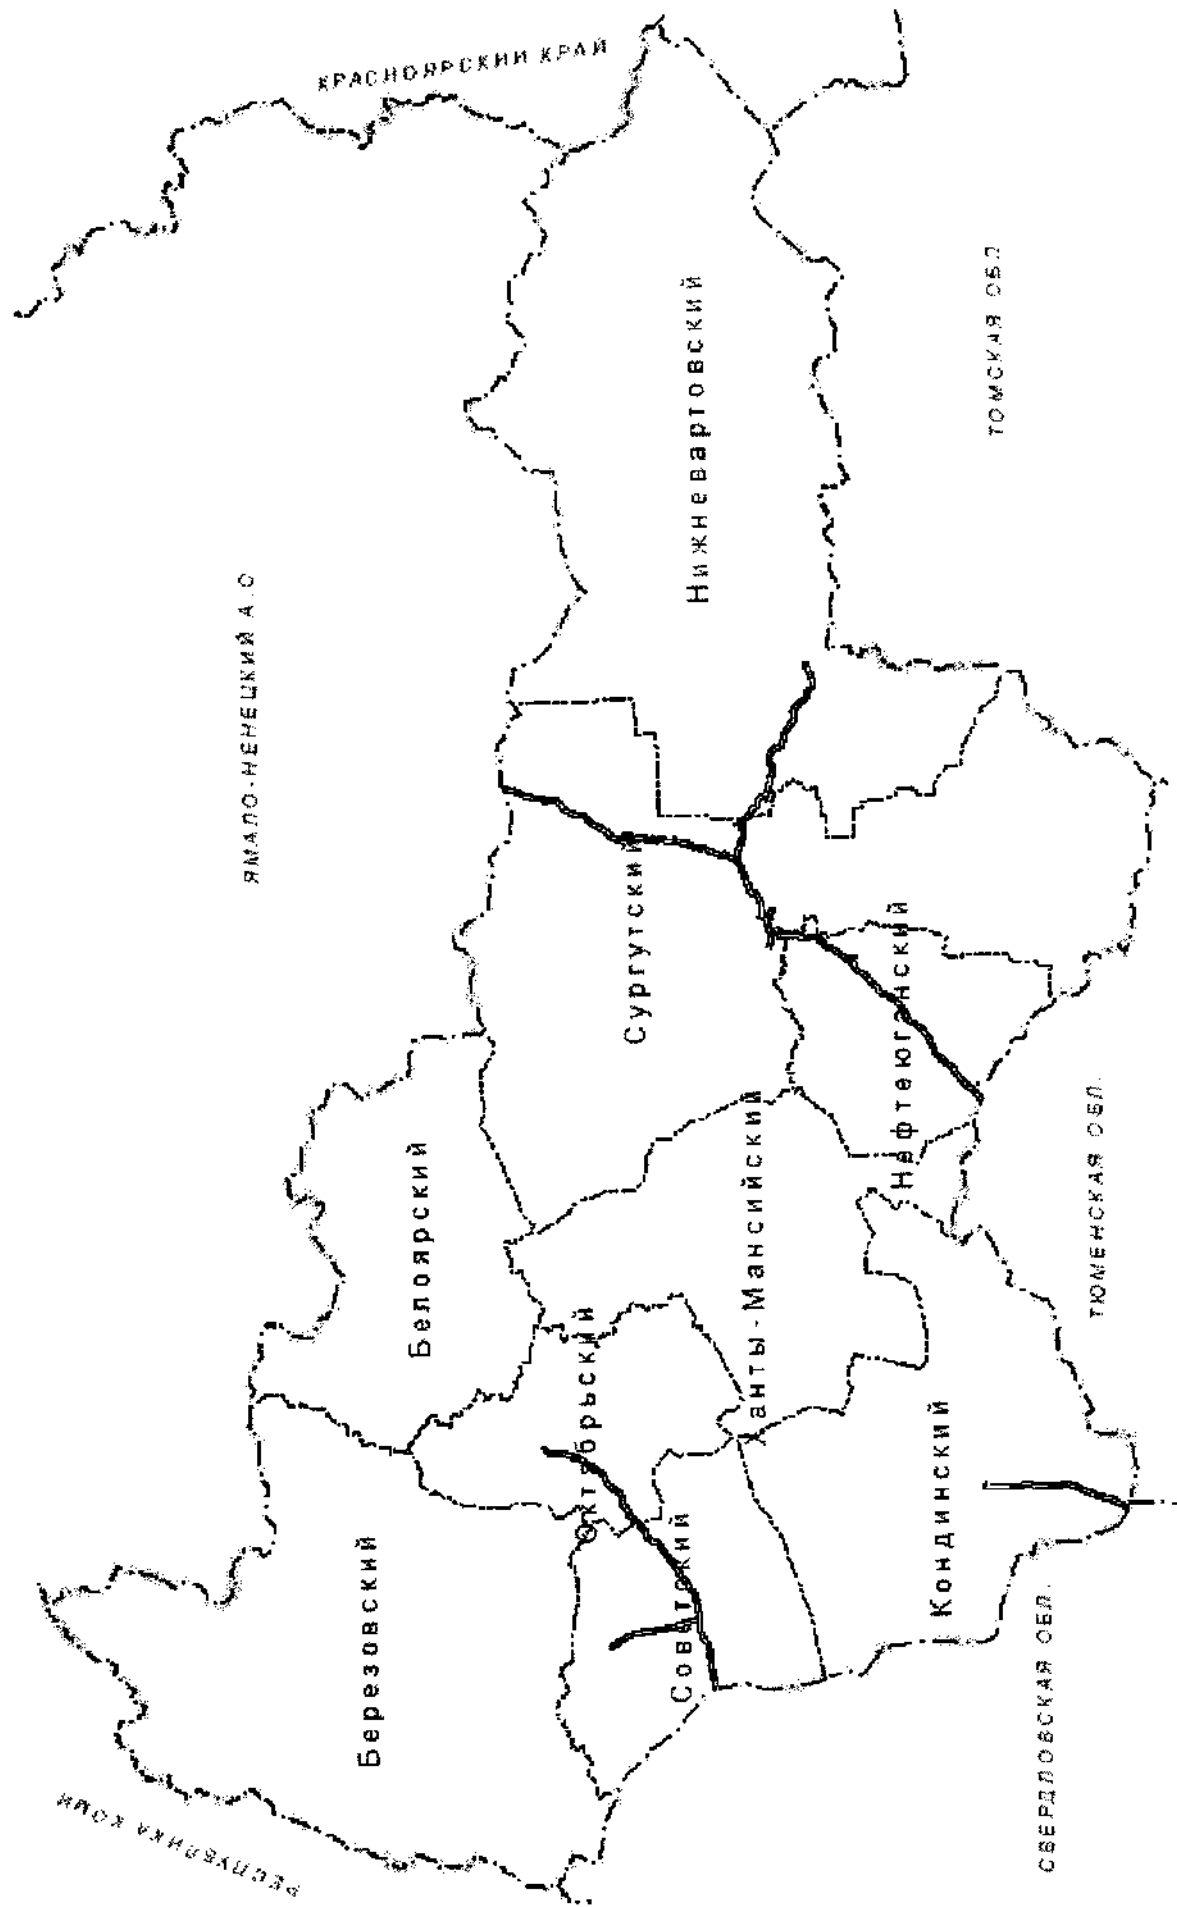 РЕСПУБЛИКА КОМИ
ЯМАЛО-НЕНЕЦКИЙ А.О
КРАСНОЯРСКИЙ КРАЙ
Березовский
Белоярский
Октябрьский
Сургутский
Нижневартовский
Советский
Ханты-Мансийский
Нефтеюганский
Кондинский
СВЕРДЛОВСКАЯ ОБЛ.
ТЮМЕНСКАЯ ОБЛ.
ТОМСКАЯ ОБЛ